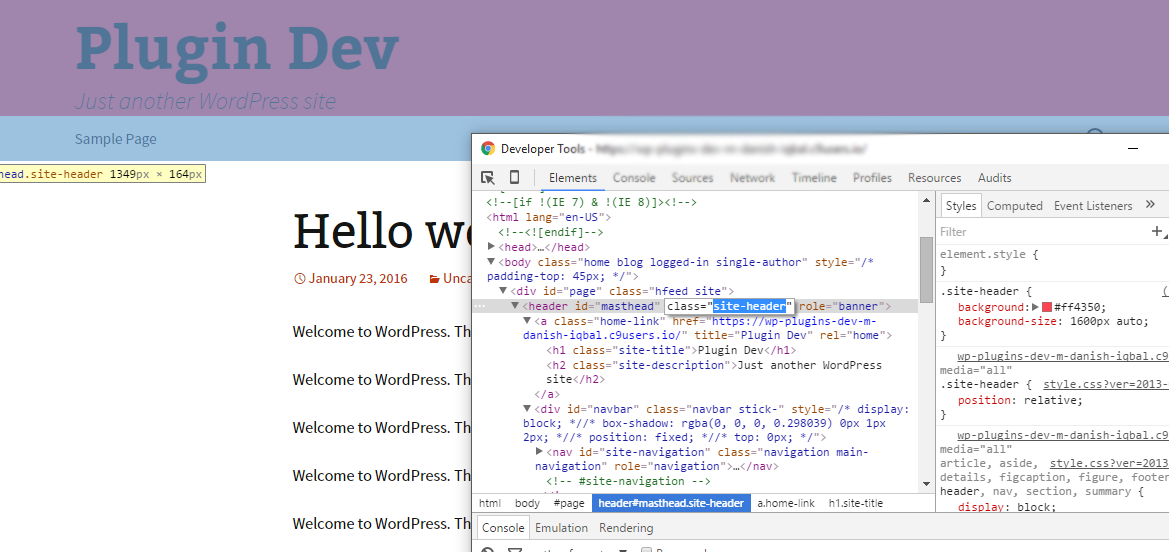 Plugin Dev
Just another WordPress site
Sample Page
head.site-header 1349px × 164px
Hello
January 23, 2016
Welcome to WordPress.
Welcome to WordPress.
Welcome to WordPress.
Welcome to WordPress.
Welcome to WordPress.
Developer Tools - https://wp-plugins-dev-m-danish-iqbal.c9users.io/
Elements Console Sources Network Timeline Profiles Resources Audits
<!--[if !(IE 7) & !(IE 8)]><!-->
<html lang="en-US">
<!--<![endif]-->
<head>…</head>
<body class="home blog logged-in single-author" style="/*
padding-top: 45px; */">
<div id="page" class="hfeed site">
<header id="masthead" class="site-header" role="banner">
<a class="home-link" href="https://wp-plugins-dev-m-
danish-iqbal.c9users.io/" title="Plugin Dev" rel="home">
<h1 class="site-title">Plugin Dev</h1>
<h2 class="site-description">Just another WordPress
site</h2>
</a>
<div id="navbar" class="navbar stick-" style="/* display:
block; *//* box-shadow: rgba(0, 0, 0, 0.298039) 0px 1px
2px; *//* position: fixed; *//* top: 0px; */">
<nav id="site-navigation" class="navigation main-
navigation" role="navigation">…</nav>
<!-- #site-navigation -->
html body #page header#masthead.site-header a.home-link h1.site-title
Styles Computed Event Listeners »
Filter +
element.style {
}
.site-header { (
background: #ff4350;
background-size: 1600px auto;
}
wp-plugins-dev-m-danish-iqbal.c9
media="all"
.site-header { style.css?ver=2013-
position: relative;
}
wp-plugins-dev-m-danish-iqbal.c9
media="all"
article, aside, style.css?ver=2013
details, figcaption, figure, footer
header, nav, section, summary {
display: block;
Console Emulation Rendering